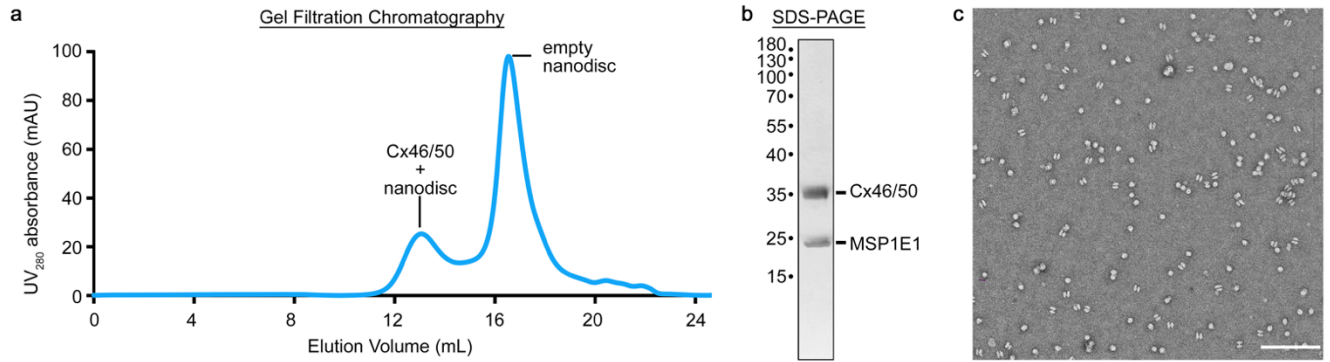 a
Gel Filtration Chromatography
UV280 absorbance (mAU)
100
80
60
40
20
0
Cx46/50
+
nanodisc
empty
nanodisc
0
4
8
12
16
20
24
Elution Volume (mL)
b
SDS-PAGE
180
130
100
70
55
40
35
25
15
Cx46/50
MSP1E1
c